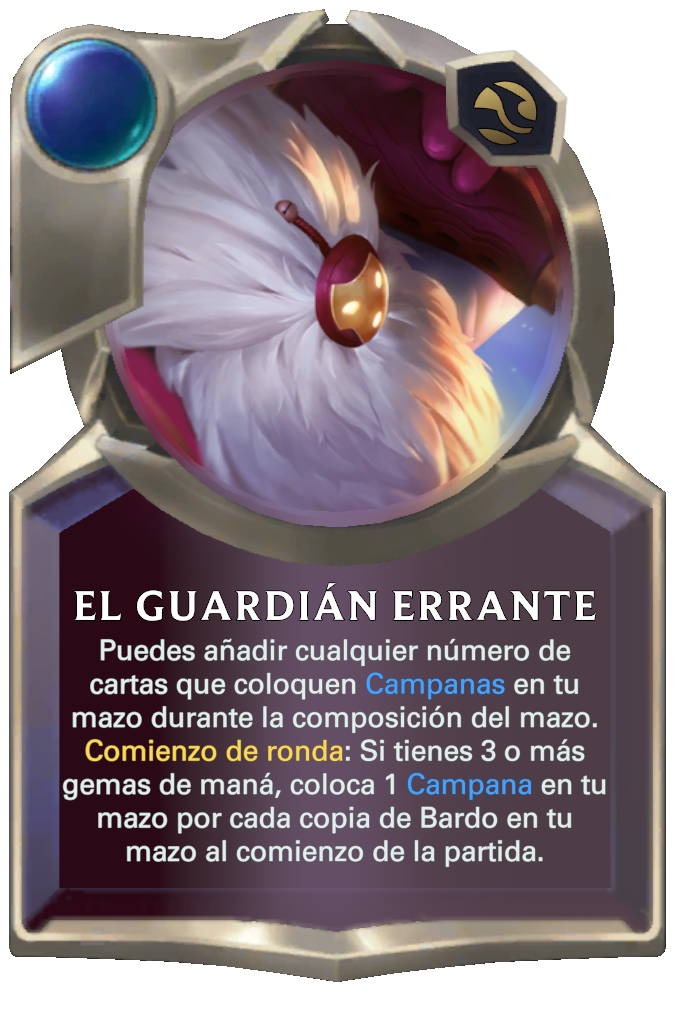 EL GUARDIÁN ERRANTE
Puedes añadir cualquier número de
cartas que coloquen Campanas en tu
mazo durante la composición del mazo.
Comienzo de ronda: Si tienes 3 o más
gemas de maná, coloca 1 Campana en tu
mazo por cada copia de Bardo en tu
mazo al comienzo de la partida.